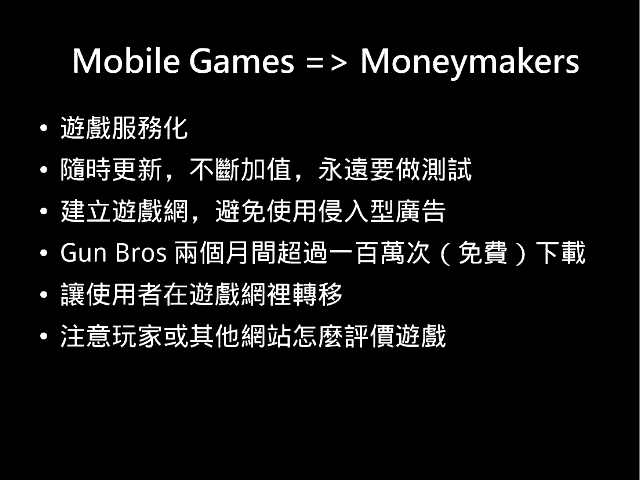 Mobile Games => Moneymakers
• 遊戲服務化
• 隨時更新，不斷加值，永遠要做測試
• 建立遊戲網，避免使用侵入型廣告
• Gun Bros 兩個月間超過一百萬次（免費）下載
• 讓使用者在遊戲網裡轉移
• 注意玩家或其他網站怎麼評價遊戲